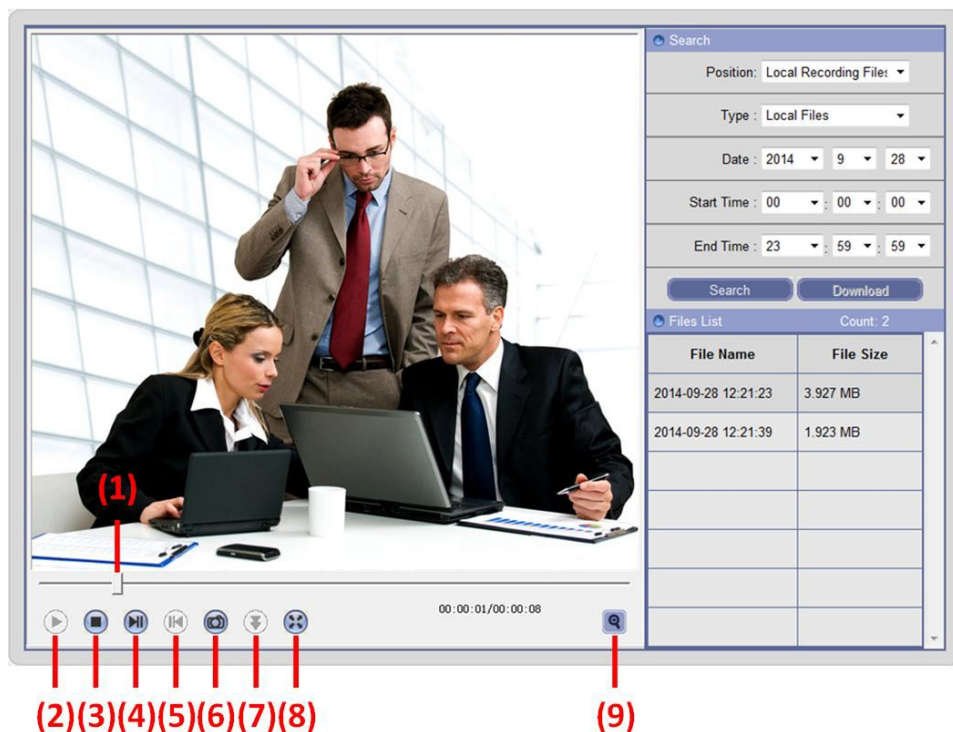 Search
Position: Local Recording File:
Type : Local Files
Date : 2014 9 28
Start Time : 00 : 00 : 00
End Time : 23 : 59 : 59
Search Download
Files List Count: 2
File Name File Size
2014-09-28 12:21:23 3.927 MB
2014-09-28 12:21:39 1.923 MB
(1)
00:00:01/00:00:08
(2)(3)(4)(5)(6)(7)(8) (9)